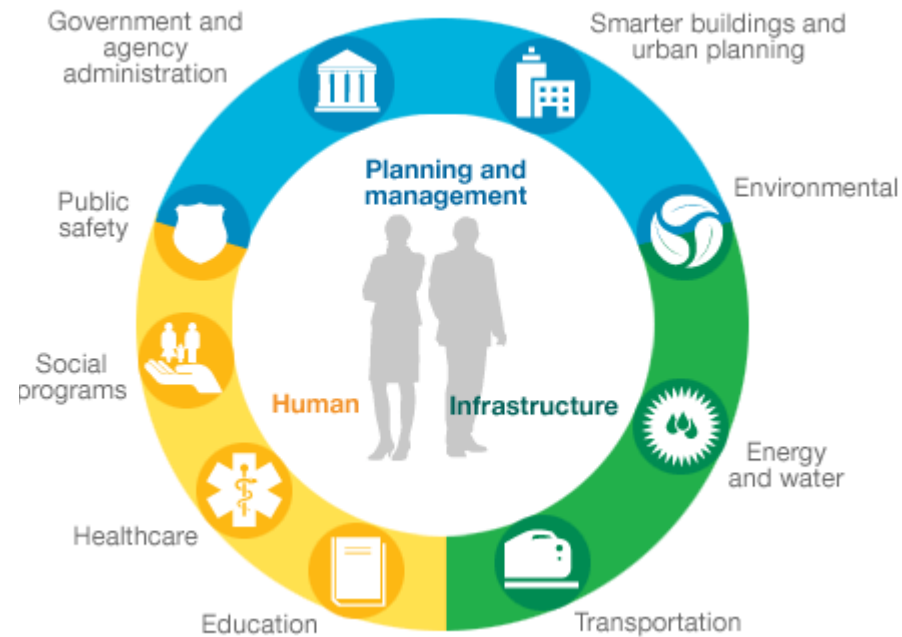 Government and
agency
administration
Smarter buildings and
urban planning
Planning and
management
Public
safety
Environmental
Social
programs
Human
Infrastructure
Energy
and water
Healthcare
Education
Transportation